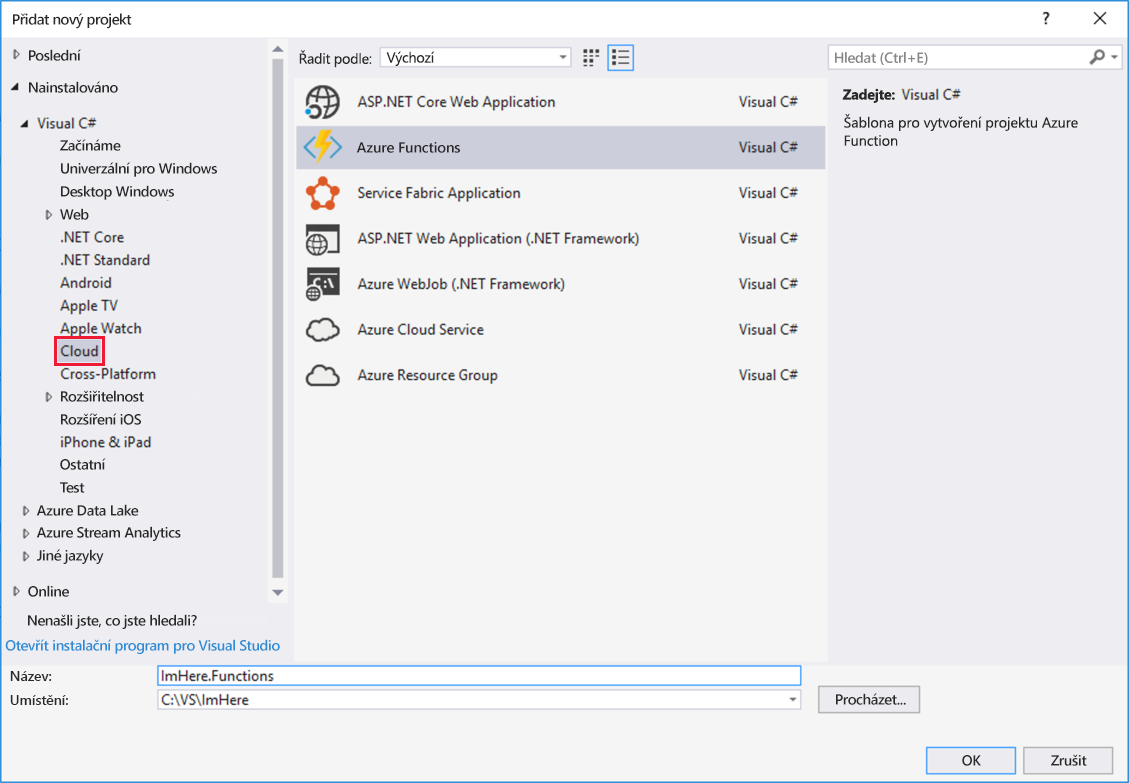 Přidat nový projekt
?
Poslední
Nainstalováno
Visual C#
Začínáme
Univerzální pro Windows
Desktop Windows
Web
.NET Core
.NET Standard
Android
Apple TV
Apple Watch
Cloud
Cross-Platform
Rozšiřitelnost
Rozšíření iOS
iPhone & iPad
Ostatní
Test
Azure Data Lake
Azure Stream Analytics
Jiné jazyky
Online
Nenašli jste, co jste hledali?
Otevřít instalační program pro Visual Studio
Řadit podle: Výchozí
ASP.NET Core Web Application Visual C#
Azure Functions Visual C#
Service Fabric Application Visual C#
ASP.NET Web Application (.NET Framework) Visual C#
Azure WebJob (.NET Framework) Visual C#
Azure Cloud Service Visual C#
Azure Resource Group Visual C#
Hledat (Ctrl+E)
Zadejte: Visual C#
Šablona pro vytvoření projektu Azure
Function
Název: ImHere.Functions
Umístění: C:\VS\ImHere
Procházet...
OK Zrušit